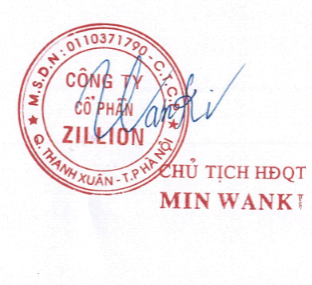 M.S.D.N: 0110371790 - C.T.C.P
CÔNG TY
CỔ PHẦN
ZILLION
Q. THANH XUÂN - T.P HÀ NỘI
CHỦ TỊCH HĐQT
MIN WANK